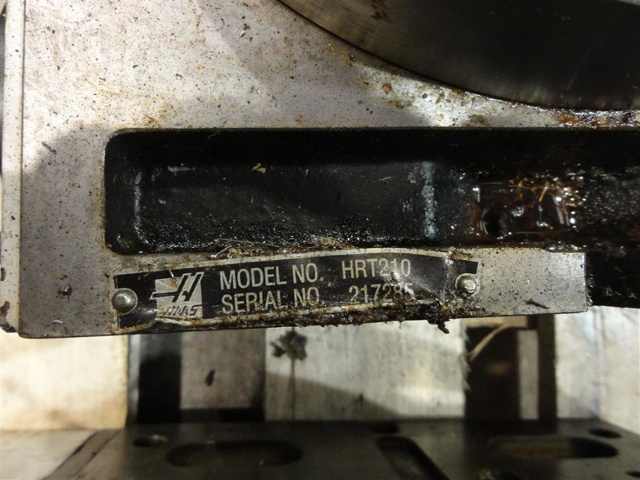 MODEL NO. HRT210
SERIAL NO. 217285
HAAS